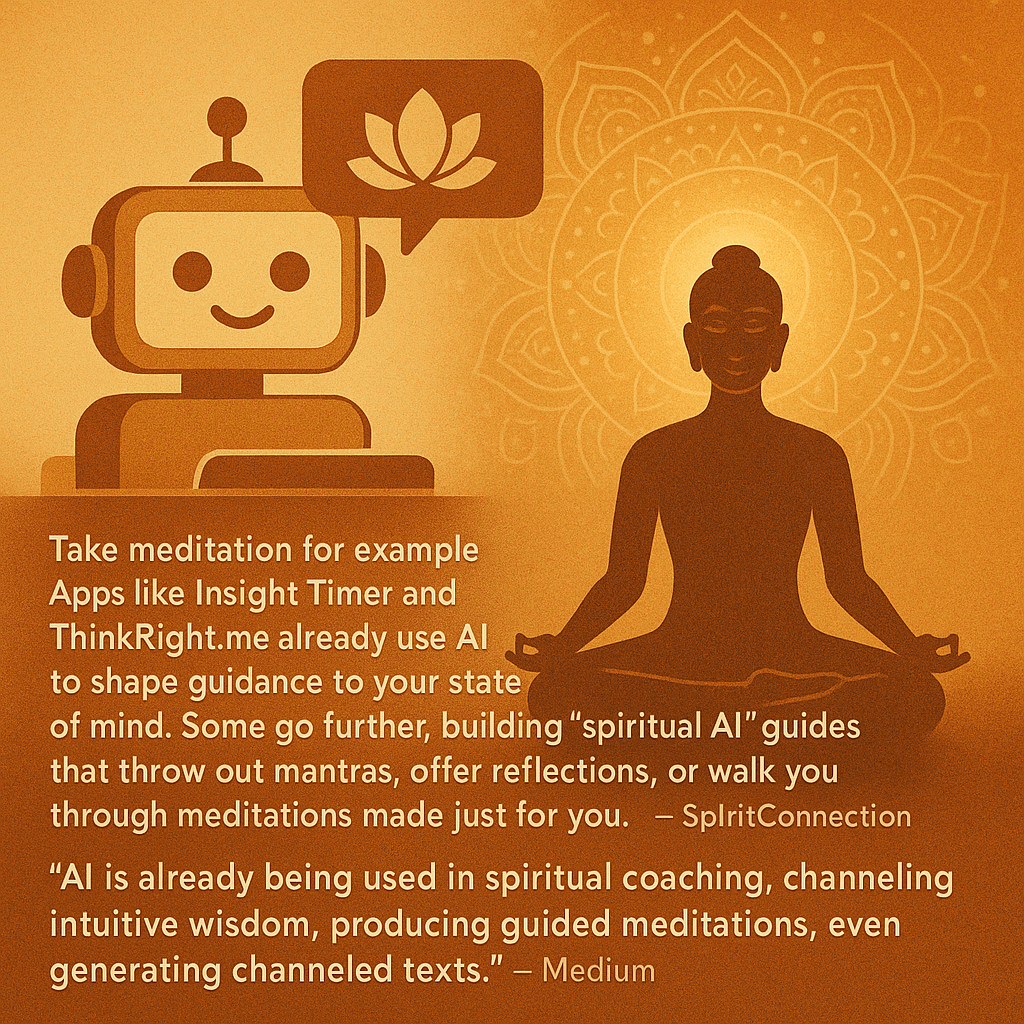 Take meditation for example
Apps like Insight Timer and
ThinkRight.me already use AI
to shape guidance to your state
of mind. Some go further, building “spiritual AI” guides
that throw out mantras, offer reflections, or walk you
through meditations made just for you. – SpIritConnection
“AI is already being used in spiritual coaching, channeling
intuitive wisdom, producing guided meditations, even
generating channeled texts.” – Medium